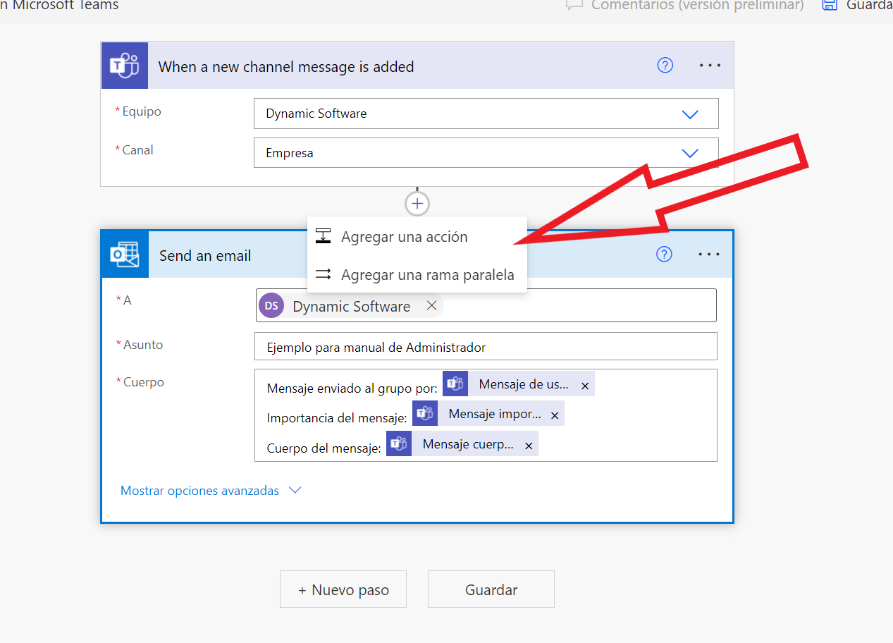 n Microsoft Teams
Comentarios (versión preliminar)
Guarda
When a new channel message is added
* Equipo
Dynamic Software
* Canal
Empresa
Agregar una acción
Agregar una rama paralela
Send an email
* A
DS Dynamic Software
* Asunto
Ejemplo para manual de Administrador
* Cuerpo
Mensaje enviado al grupo por: Mensaje de us...
Importancia del mensaje: Mensaje impor...
Cuerpo del mensaje: Mensaje cuerp...
Mostrar opciones avanzadas
+ Nuevo paso
Guardar